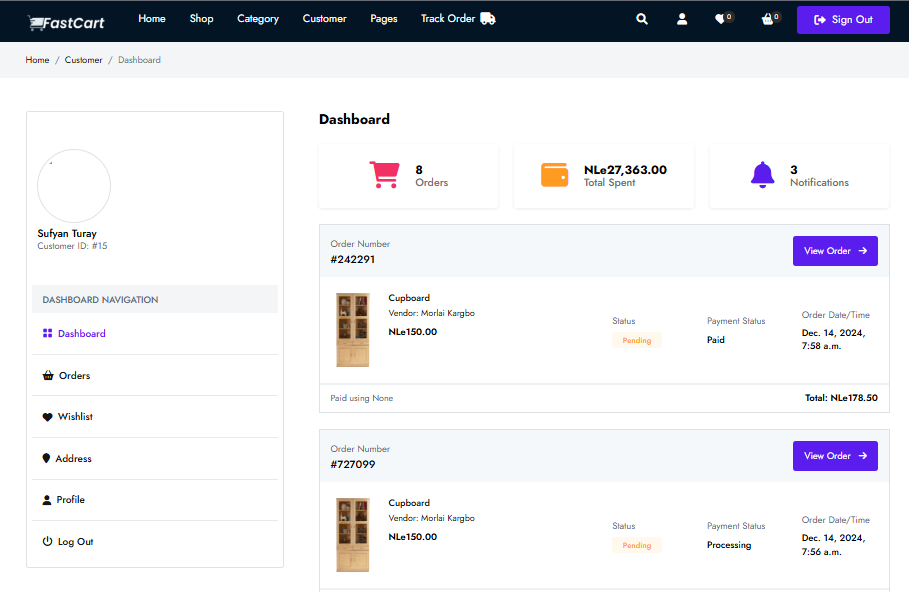 FastCart
Home Shop Category Customer Pages Track Order 0 0 Sign Out
Home / Customer / Dashboard
Sufyan Turay
Customer ID: #15
DASHBOARD NAVIGATION
Dashboard
Orders
Wishlist
Address
Profile
Log Out
Dashboard
8
Orders
NLe27,363.00
Total Spent
3
Notifications
Order Number
#242291
View Order
Cupboard
Vendor: Morlai Kargbo
NLe150.00
Status
Pending
Payment Status
Paid
Order Date/Time
Dec. 14, 2024,
7:58 a.m.
Paid using None
Total: NLe178.50
Order Number
#727099
View Order
Cupboard
Vendor: Morlai Kargbo
NLe150.00
Status
Pending
Payment Status
Processing
Order Date/Time
Dec. 14, 2024,
7:56 a.m.